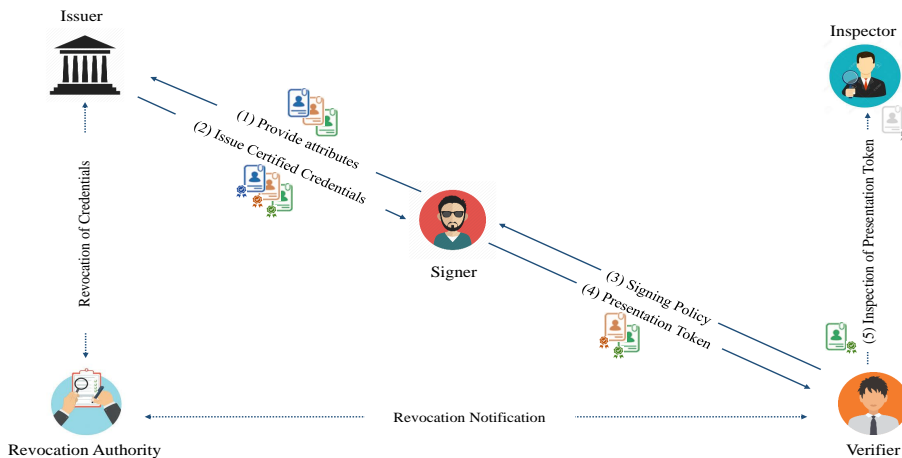 Issuer
Inspector
(1) Provide attributes
(2) Issue Certified Credentials
Revocation of Credentials
(5) Inspection of Presentation Token
Signer
(3) Signing Policy
(4) Presentation Token
Revocation Notification
Revocation Authority
Verifier